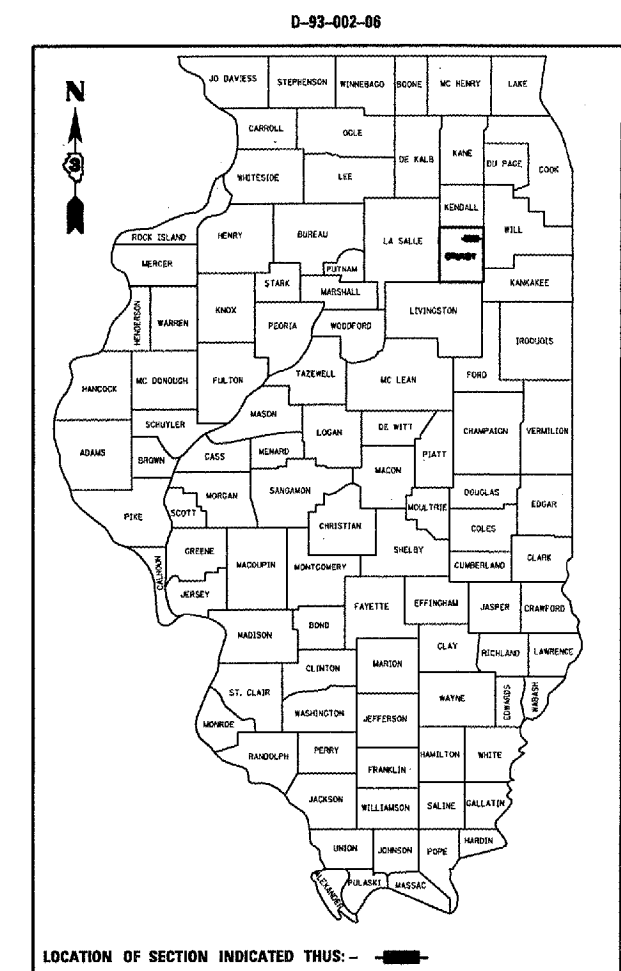 D-93-002-06
N
3
JO DAVIESS STEPHENSON WINNEBAGO BOONE MC HENRY LAKE
CARROLL OGLE
DE KALB KANE DU PAGE COOK
WHITESIDE LEE
KENDALL
ROCK ISLAND HENRY BUREAU LA SALLE WILL
MERCER PUTNAM GRUNDY
STARK MARSHALL KANKAKEE
HENDERSON WARREN KNOX PEORIA WOODFORD LIVINGSTON
IROQUOIS
HANCOCK MC DONOUGH FULTON TAZEWELL MC LEAN FORD
MASON
SCHUYLER LOGAN DE WITT CHAMPAIGN VERMILION
ADAMS BROWN CASS MENARD PIATT
MACON
MORGAN SANGAMON DOUGLAS
PIKE SCOTT CHRISTIAN MOULTRIE EDGAR
COLES
GREENE MACOUPIN MONTGOMERY SHELBY
CALHOUN CUMBERLAND CLARK
JERSEY
FAYETTE EFFINGHAM JASPER CRAWFORD
MADISON BOND
CLAY RICHLAND LAWRENCE
CLINTON MARION
ST. CLAIR WAYNE EDWARDS WABASH
WASHINGTON JEFFERSON
MONROE
RANDOLPH PERRY HAMILTON WHITE
FRANKLIN
JACKSON WILLIAMSON SALINE GALLATIN
UNION JOHNSON POPE HARDIN
ALEXANDER PULASKI MASSAC
LOCATION OF SECTION INDICATED THUS: -